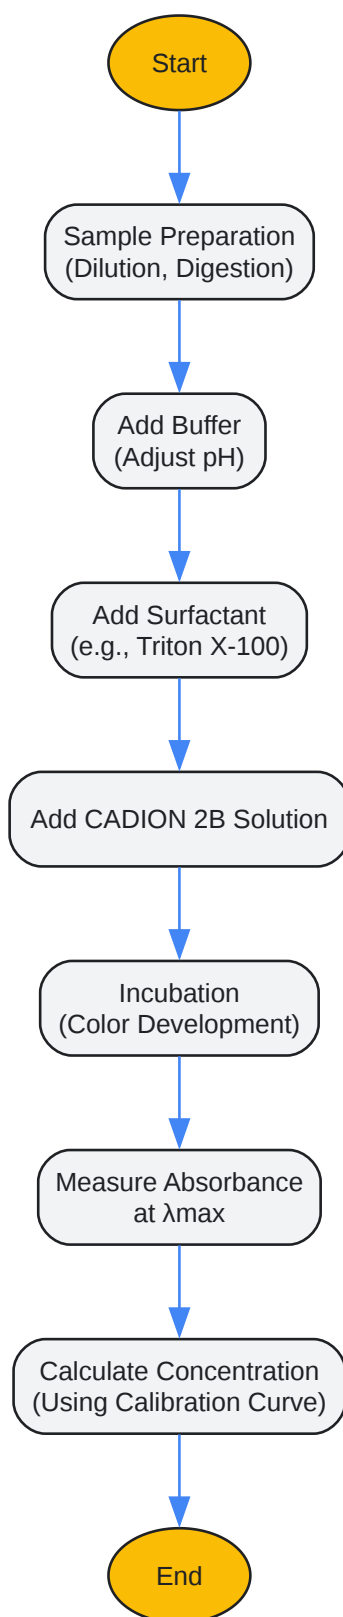 Start
Sample Preparation
(Dilution, Digestion)
Add Buffer
(Adjust pH)
Add Surfactant
(e.g., Triton X-100)
Add CADION 2B Solution
Incubation
(Color Development)
Measure Absorbance
at λmax
Calculate Concentration
(Using Calibration Curve)
End